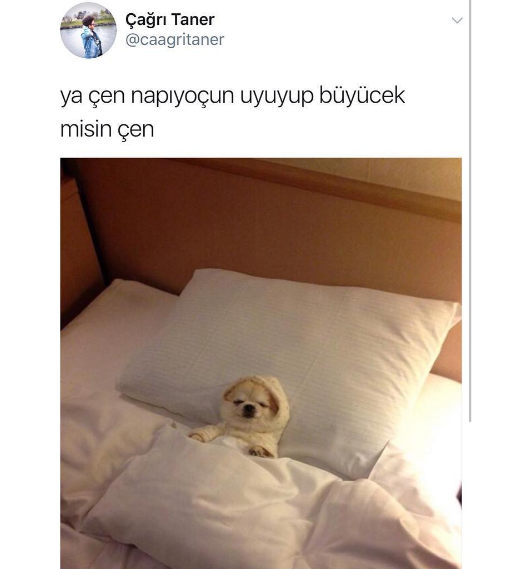 Çağrı Taner
@caagritaner
ya çen napıyoçun uyuyup büyücek
misin çen